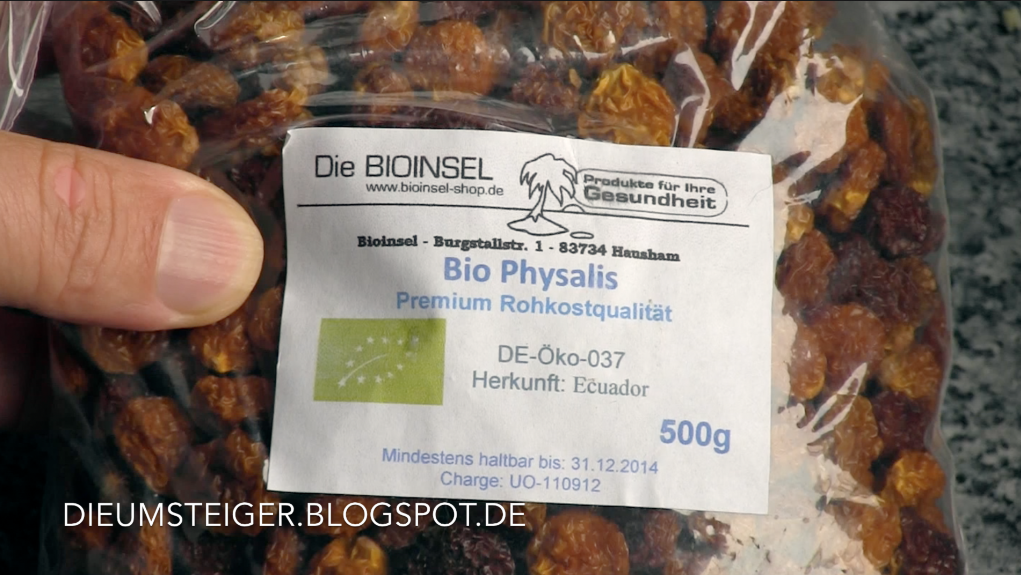 Die BIOINSEL
www.bioinsel-shop.de
Produkte für Ihre
Gesundheit
Bioinsel - Burgstallstr. 1 - 83734 Hausham
Bio Physalis
Premium Rohkostqualität
DE-Öko-037
Herkunft: Ecuador
500g
Mindestens haltbar bis: 31.12.2014
Charge: UO-110912
DIEUMSTEIGER.BLOGSPOT.DE